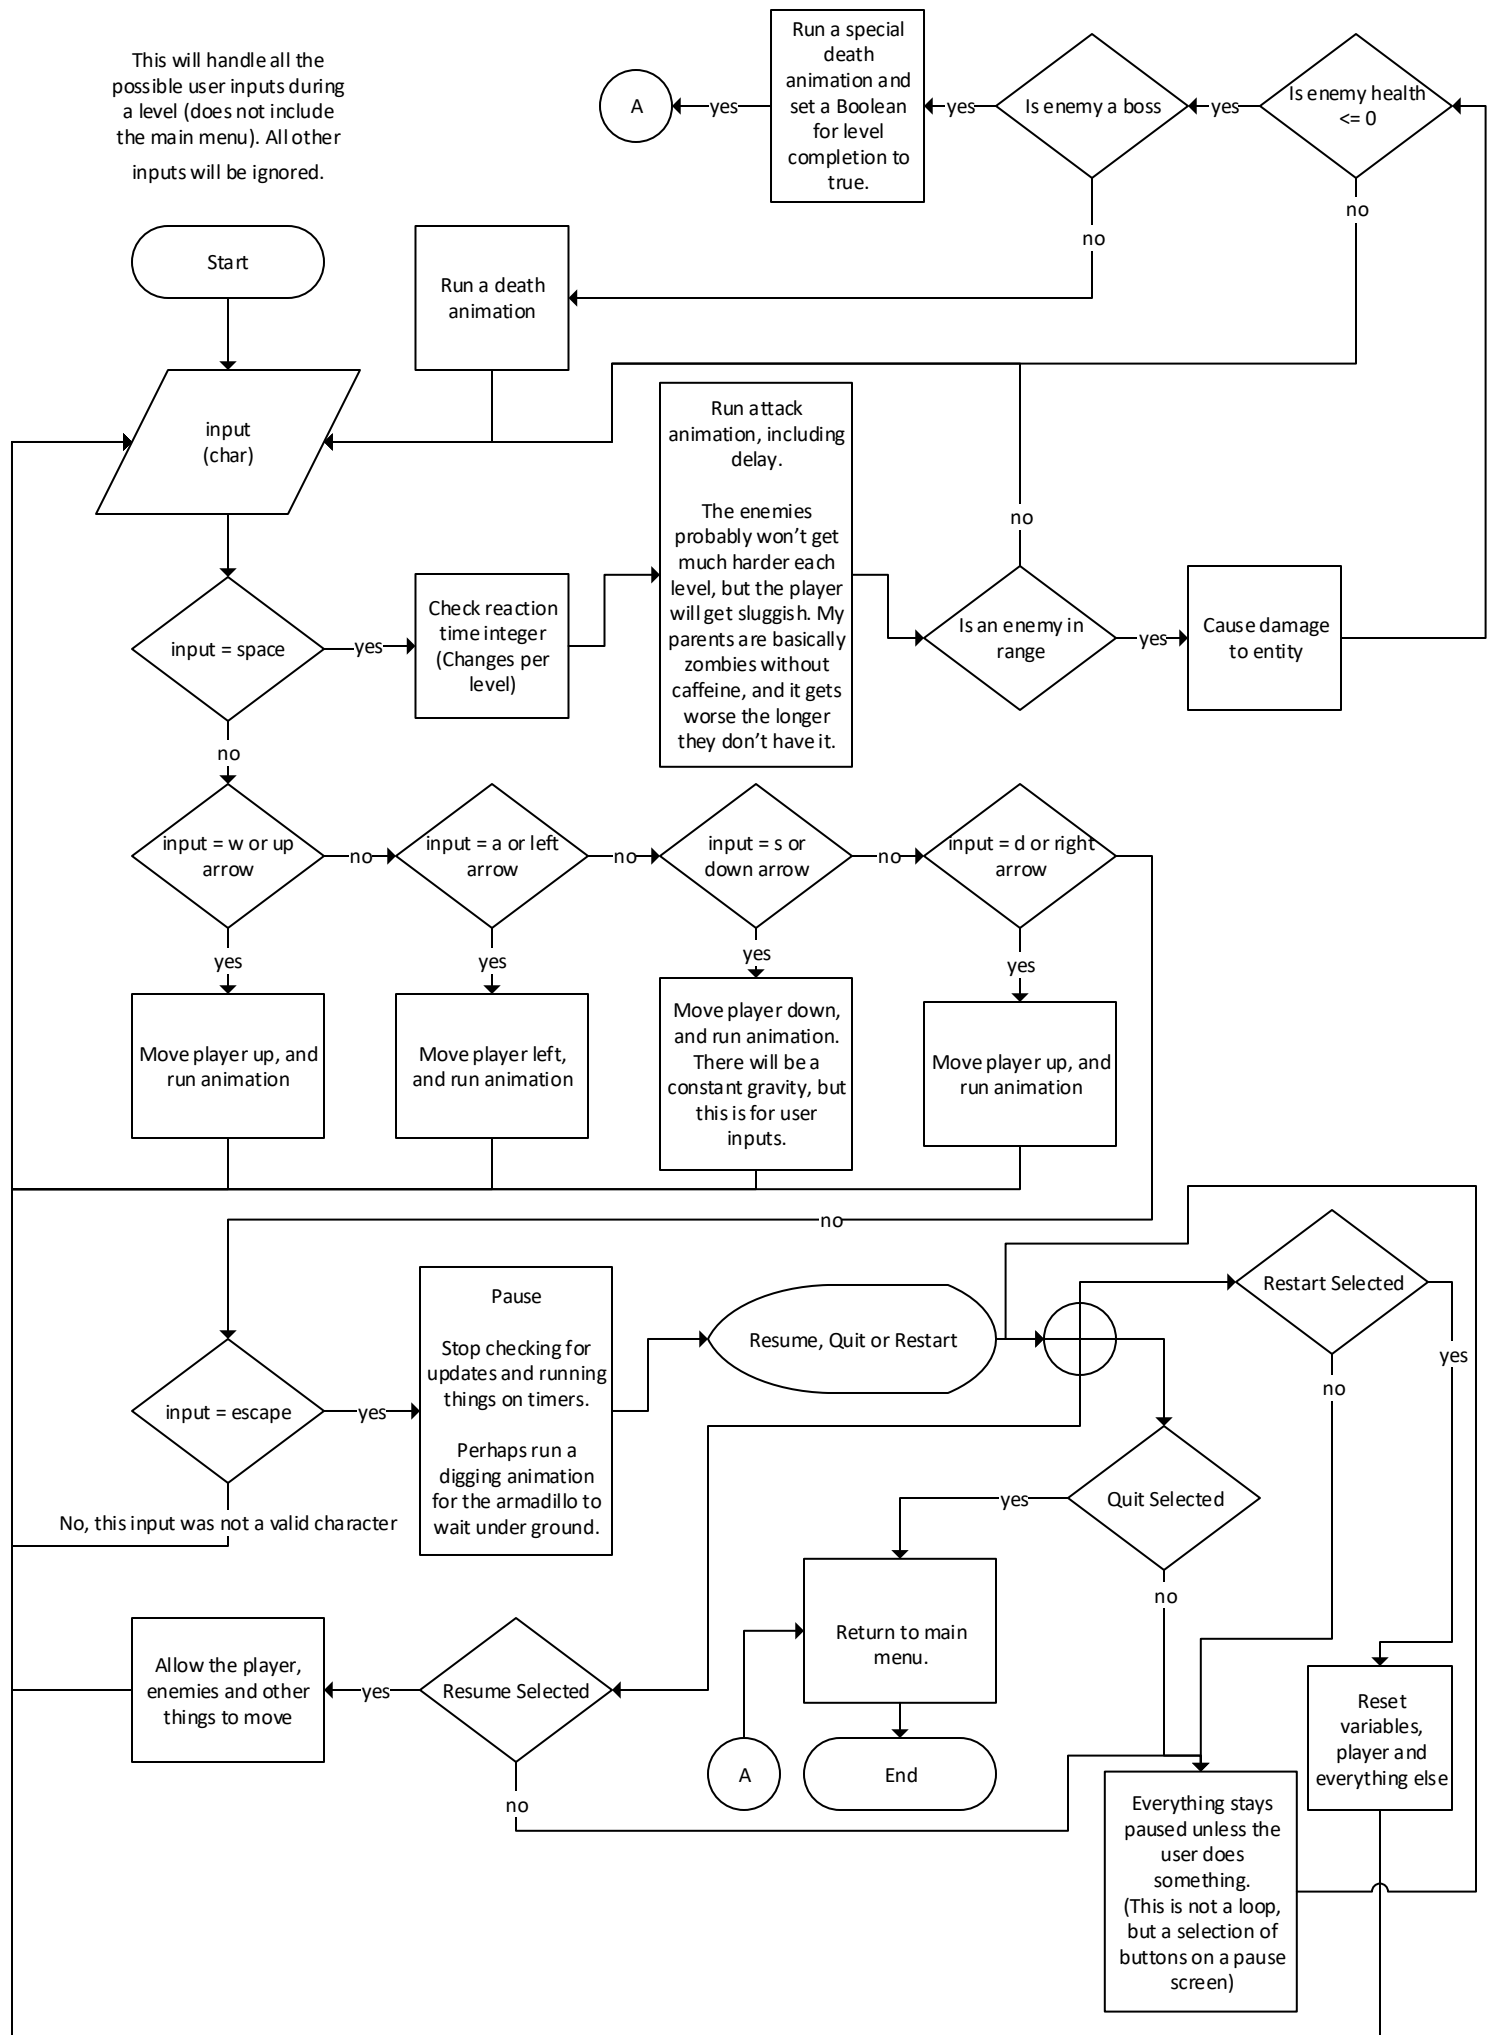 This will handle all the
possible user inputs during
a level (does not include
the main menu). All other
inputs will be ignored.
A
yes
Run a special
death
animation and
set a Boolean
for level
completion to
true.
yes
Is enemy a boss
yes
Is enemy health
<= 0
no
no
Start
Run a death
animation
input
(char)
Run attack
animation, including
delay.
The enemies
probably won't get
much harder each
level, but the player
will get sluggish. My
parents are basically
zombies without
caffeine, and it gets
worse the longer
they don't have it.
no
input = space
yes
Check reaction
time integer
(Changes per
level)
Is an enemy in
range
yes
Cause damage
to entity
no
input = w or up
arrow
no
input = a or left
arrow
no
input = s or
down arrow
no
input = d or right
arrow
yes
yes
yes
yes
Move player up, and
run animation
Move player left,
and run animation
Move player down,
and run animation.
There will be a
constant gravity, but
this is for user
inputs.
Move player up, and
run animation
no
input = escape
yes
Pause
Stop checking for
updates and running
things on timers.
Perhaps run a
digging animation
for the armadillo to
wait under ground.
Resume, Quit or Restart
Restart Selected
yes
no
No, this input was not a valid character
Quit Selected
yes
no
Allow the player,
enemies and other
things to move
yes
Resume Selected
no
Return to main
menu.
A
End
Reset
variables,
player and
everything else
Everything stays
paused unless the
user does
something.
(This is not a loop,
but a selection of
buttons on a pause
screen)